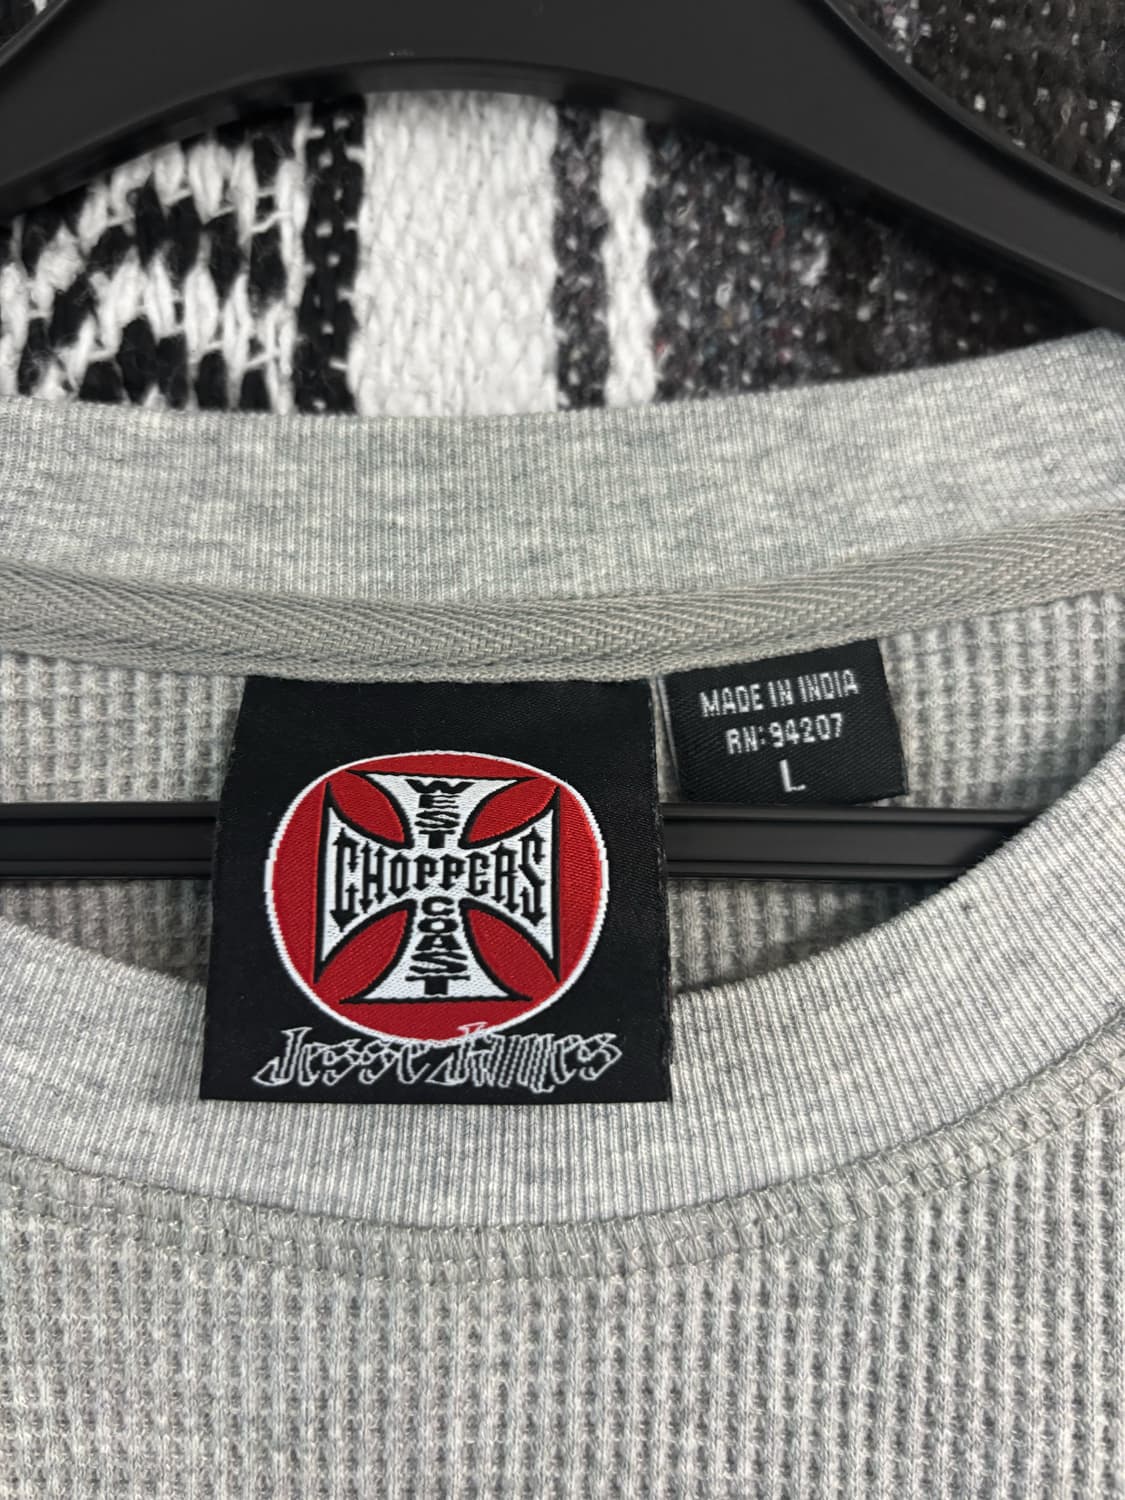 WEST
CHOPPERS
COAST
Jesse James
MADE IN INDIA
RN: 94207
L